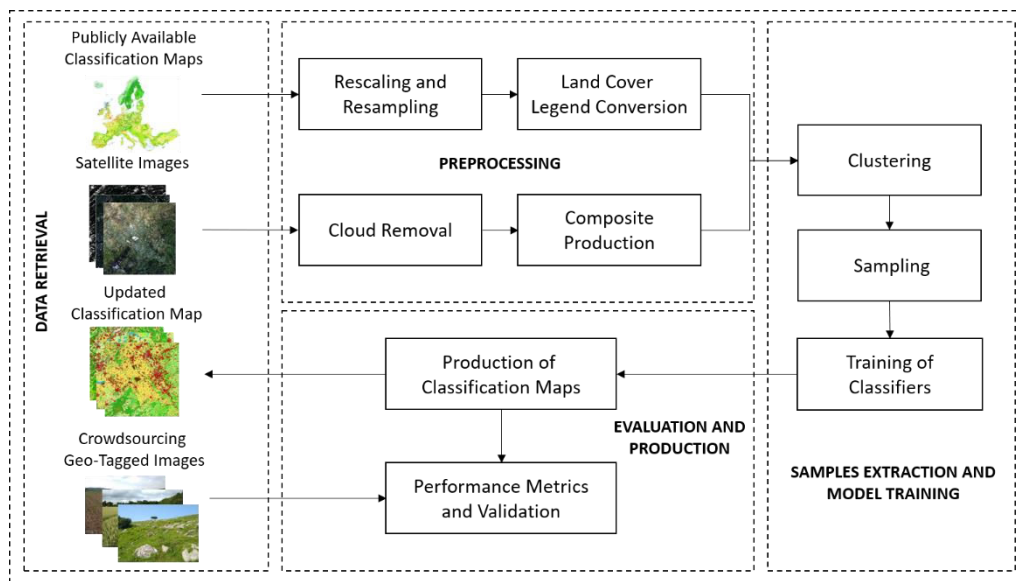 Publicly Available
Classification Maps
Satellite Images
Updated
Classification Map
Crowdsourcing
Geo-Tagged Images
DATA RETRIEVAL
Rescaling and
Resampling
Land Cover
Legend Conversion
PREPROCESSING
Cloud Removal
Composite
Production
Clustering
Sampling
Training of
Classifiers
SAMPLES EXTRACTION AND
MODEL TRAINING
Production of
Classification Maps
EVALUATION AND
PRODUCTION
Performance Metrics
and Validation